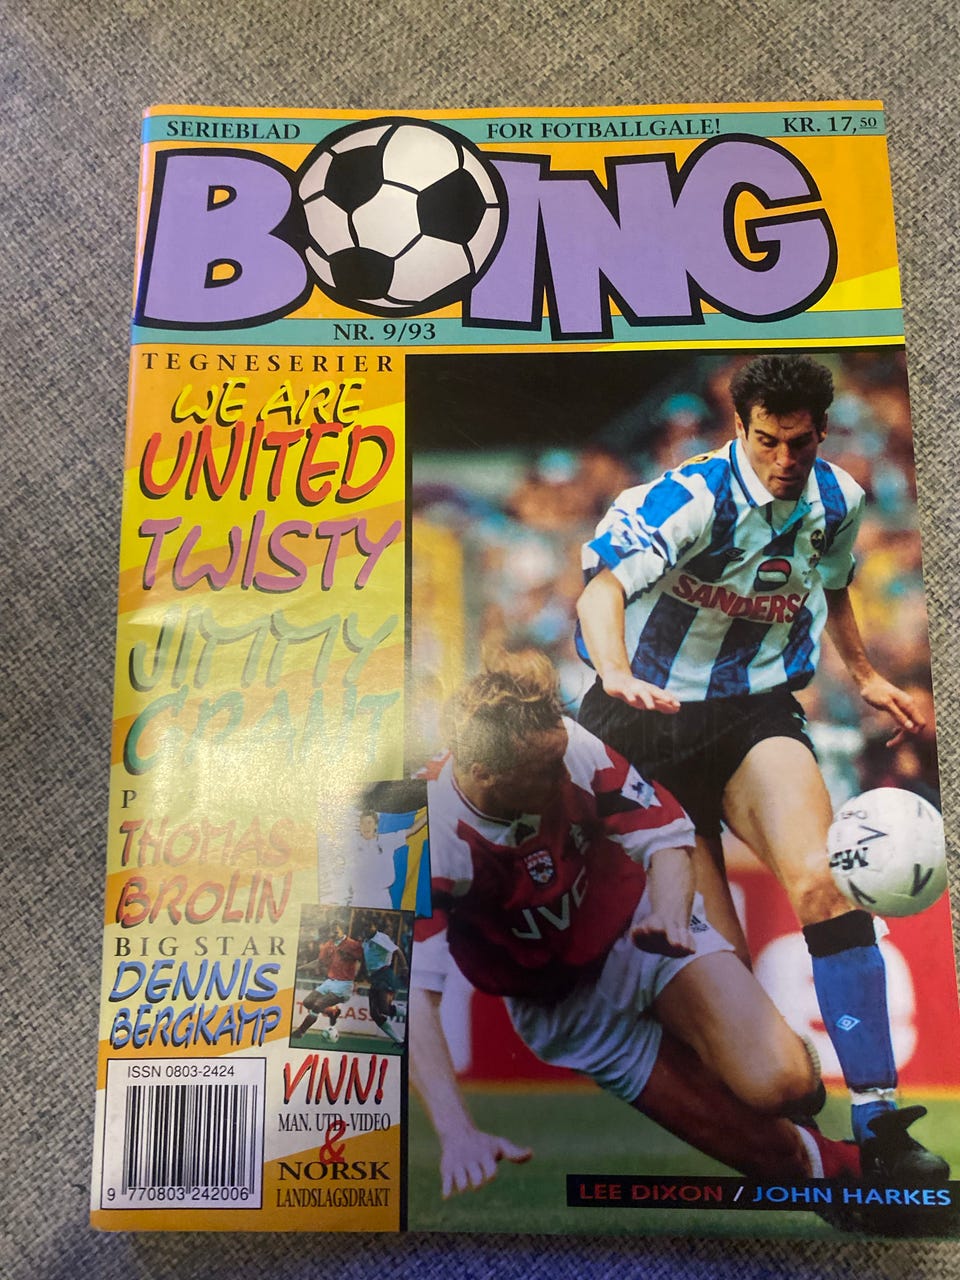 SERIEBLAD FOR FOTBALLGALE! KR. 17,50
BOING
NR. 9/93
TEGNESERIER
WE ARE
UNITED
TWISTY
JIMMY
GRANT
P
THOMAS
BROLIN
BIG STAR
DENNIS
BERGKAMP
ISSN 0803-2424
9 770803 242006
VINN!
MAN. UTD.-VIDEO
&
NORSK
LANDSLAGSDRAKT
SANDERS
JVC
LEE DIXON / JOHN HARKES